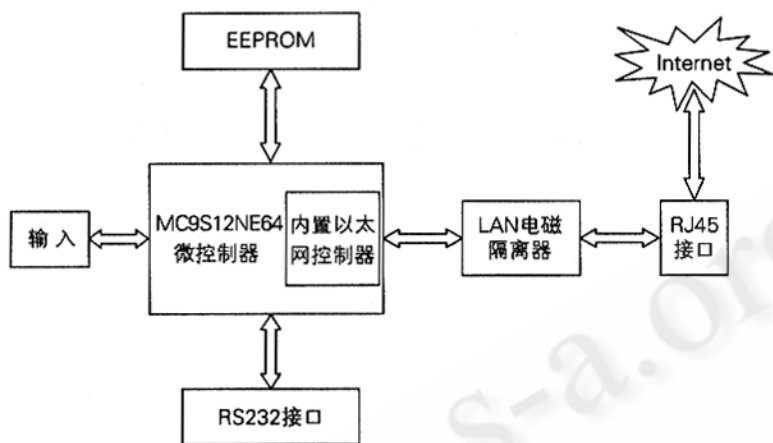 EEPROM
Internet
输入
MC9S12NE64
微控制器
内置以太
网控制器
LAN电磁
隔离器
RJ45
接口
RS232接口
s-a.org